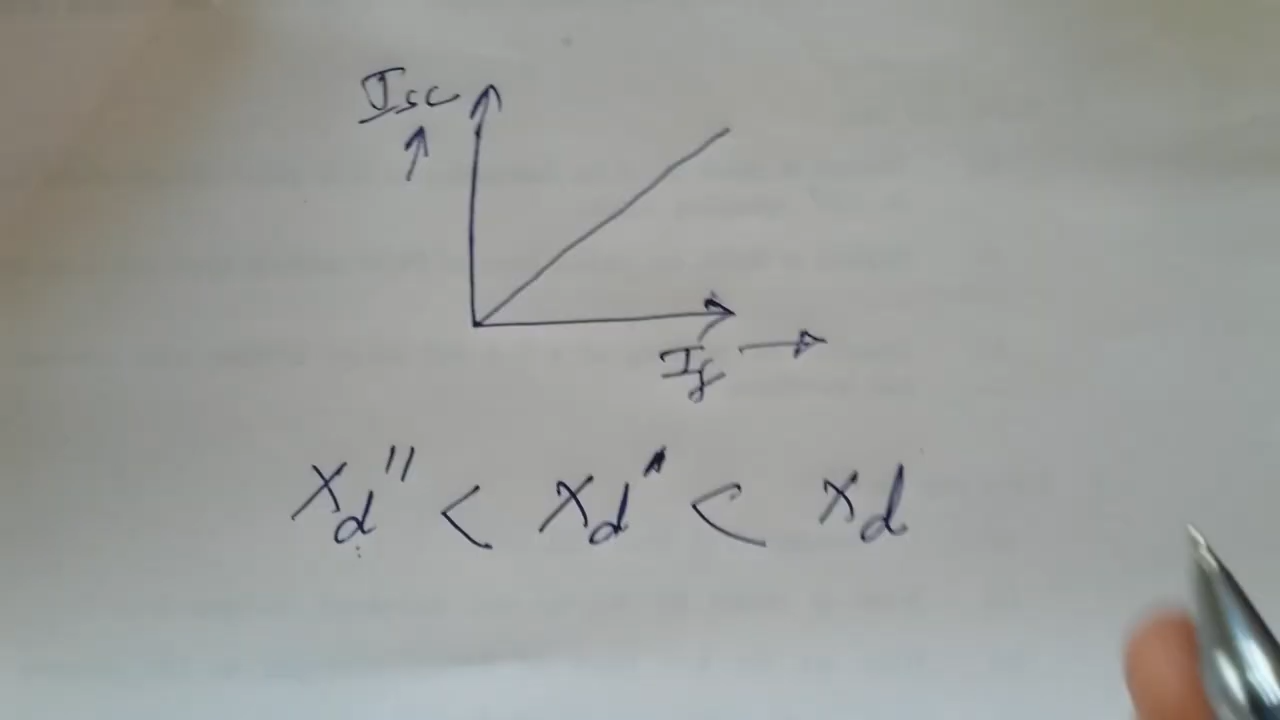 Isc
If
Xd" < Xd' < Xd